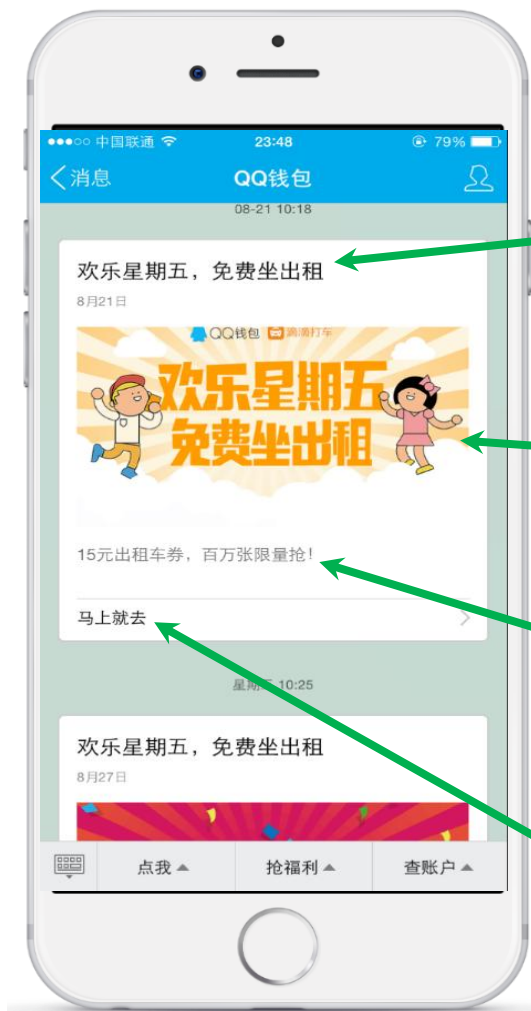 中国联通 23:48 79%
消息 QQ钱包
08-21 10:18
欢乐星期五，免费坐出租
8月21日
QQ钱包 滴滴打车
欢乐星期五
免费坐出租
15元出租车券，百万张限量抢！
马上就去
星期五 10:25
欢乐星期五，免费坐出租
8月27日
点我 抢福利 查账户